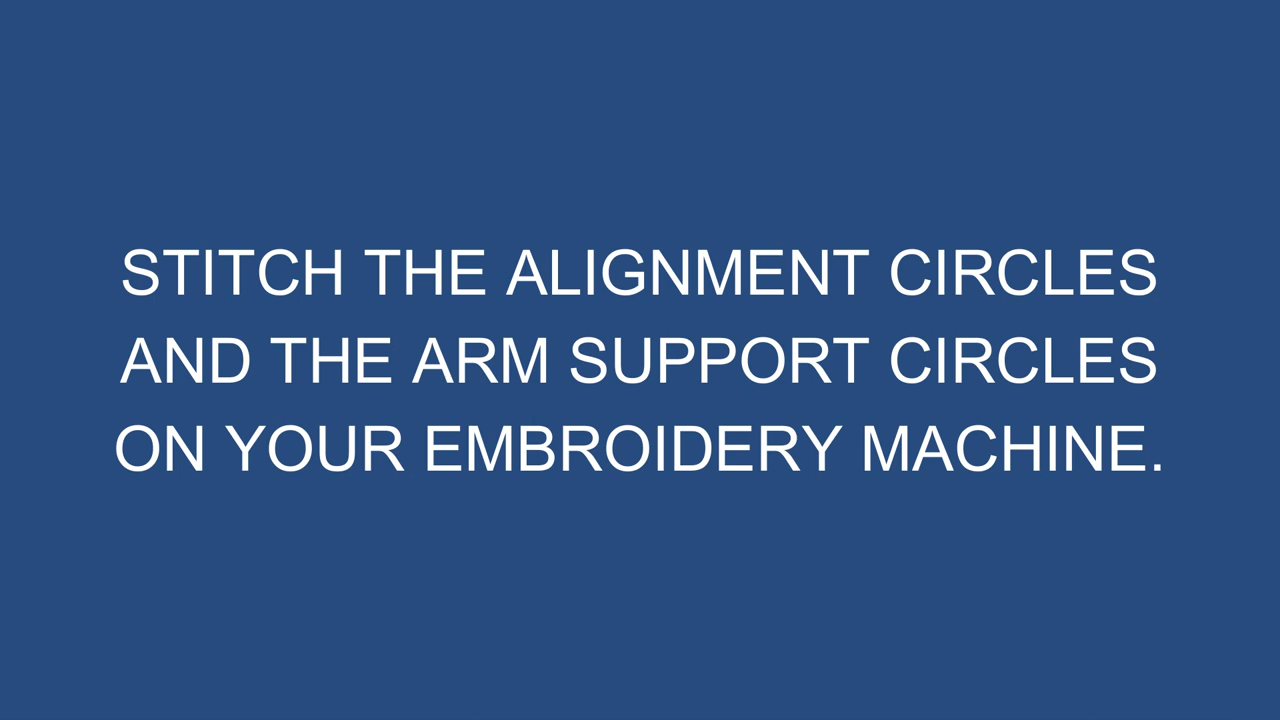 STITCH THE ALIGNMENT CIRCLES
AND THE ARM SUPPORT CIRCLES
ON YOUR EMBROIDERY MACHINE.